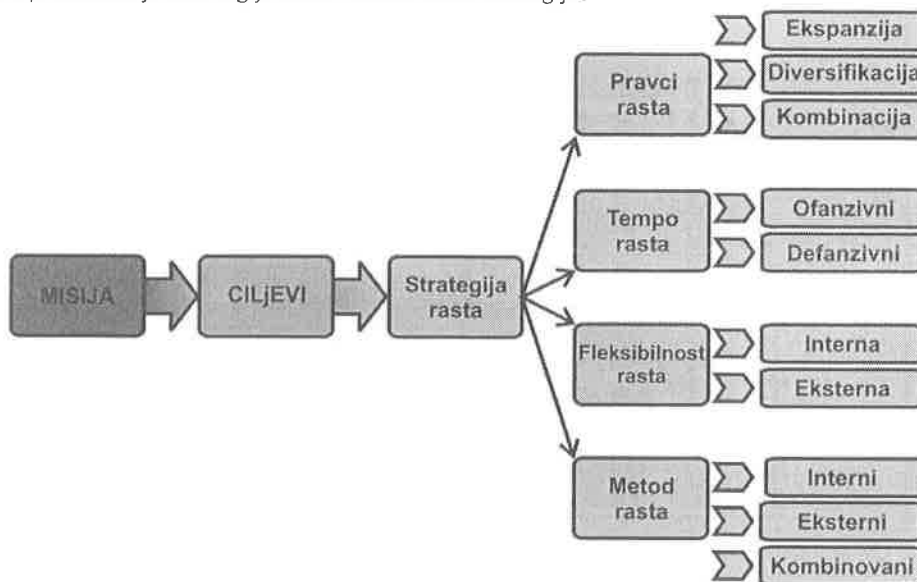 MISIJA
CILjEVI
Strategija
rasta
Pravci
rasta
Ekspanzija
Diversifikacija
Kombinacija
Tempo
rasta
Ofanzivni
Defanzivni
Fleksibilnost
rasta
Interna
Eksterna
Metod
rasta
Interni
Eksterni
Kombinovani